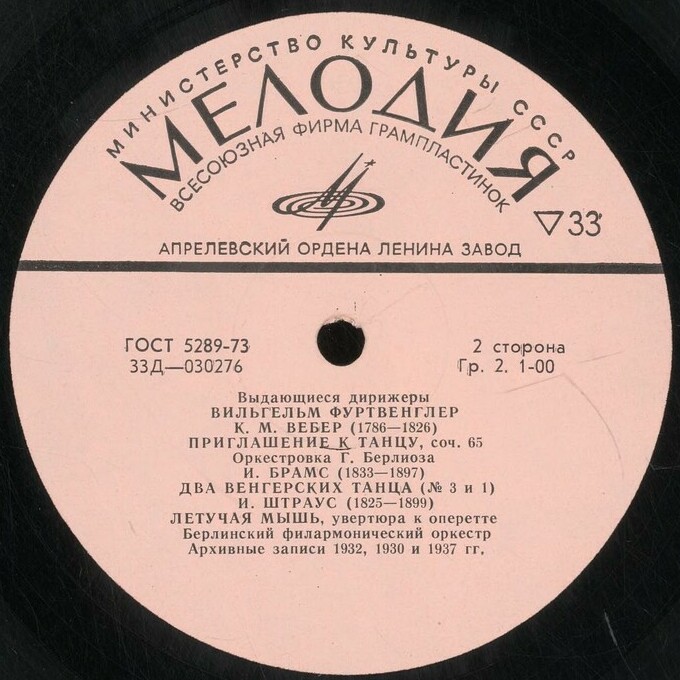 МИНИСТЕРСТВО КУЛЬТУРЫ СССР
МЕЛОДИЯ
ВСЕСОЮЗНАЯ ФИРМА ГРАМПЛАСТИНОК
33
АПРЕЛЕВСКИЙ ОРДЕНА ЛЕНИНА ЗАВОД
ГОСТ 5289-73
2 сторона
33Д—030276
Гр. 2. 1-00
Выдающиеся дирижеры
ВИЛЬГЕЛЬМ ФУРТВЕНГЛЕР
К. М. ВЕБЕР (1786—1826)
ПРИГЛАШЕНИЕ К ТАНЦУ, соч. 65
Оркестровка Г. Берлиоза
И. БРАМС (1833—1897)
ДВА ВЕНГЕРСКИХ ТАНЦА (№ 3 и 1)
И. ШТРАУС (1825—1899)
ЛЕТУЧАЯ МЫШЬ, увертюра к оперетте
Берлинский филармонический оркестр
Архивные записи 1932, 1930 и 1937 гг.